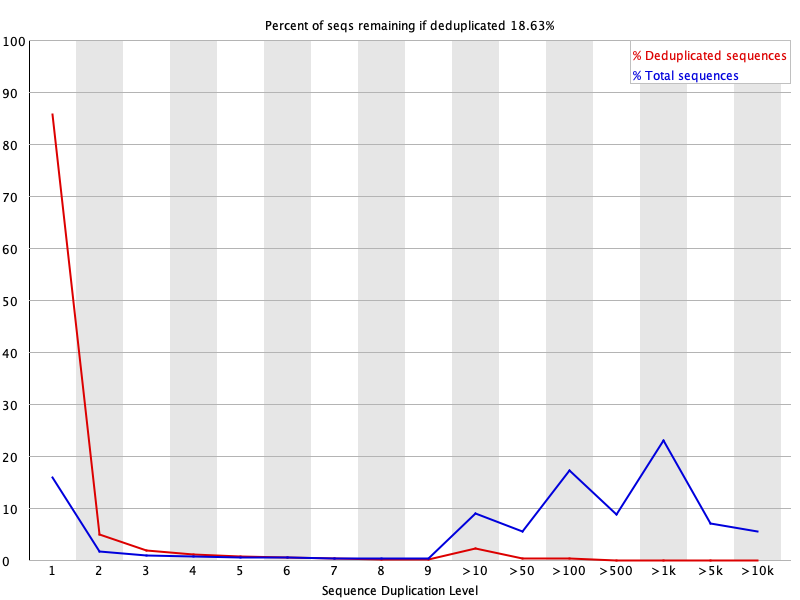 Percent of seqs remaining if deduplicated 18.63%
% Deduplicated sequences
% Total sequences
100
90
80
70
60
50
40
30
20
10
0
1 2 3 4 5 6 7 8 9 >10 >50 >100 >500 >1k >5k >10k
Sequence Duplication Level